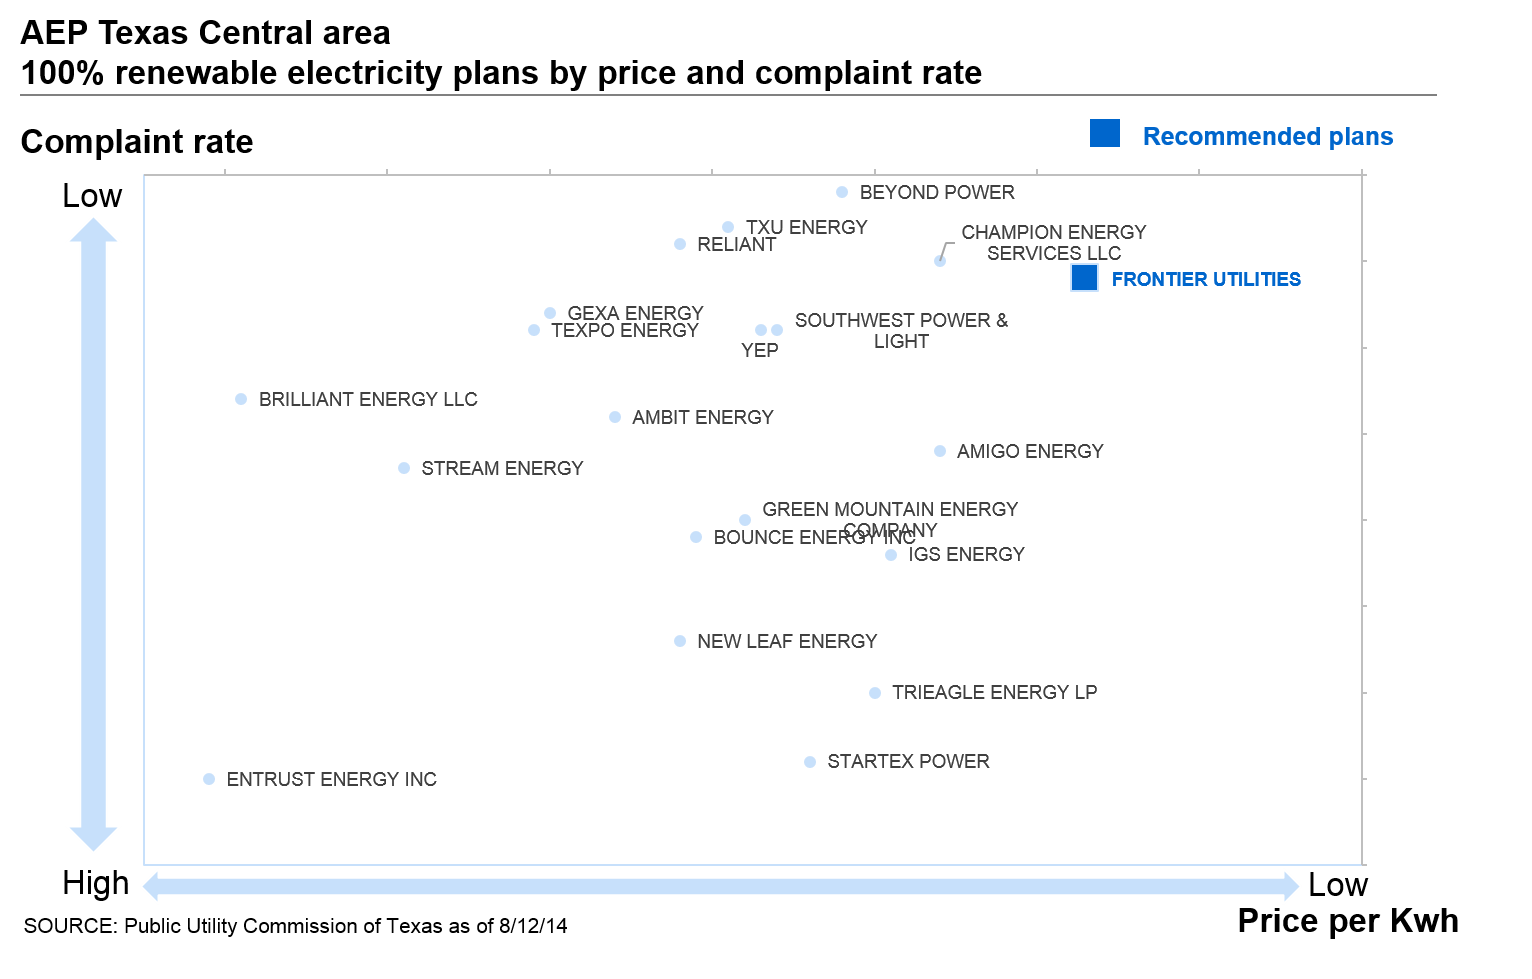 AEP Texas Central area
100% renewable electricity plans by price and complaint rate
Complaint rate
Recommended plans
Low
BEYOND POWER
TXU ENERGY
RELIANT
CHAMPION ENERGY
SERVICES LLC
FRONTIER UTILITIES
GEXA ENERGY
TEXPO ENERGY
SOUTHWEST POWER &
LIGHT
YEP
BRILLIANT ENERGY LLC
AMBIT ENERGY
AMIGO ENERGY
STREAM ENERGY
GREEN MOUNTAIN ENERGY
COMPANY
BOUNCE ENERGY INC
IGS ENERGY
NEW LEAF ENERGY
TRIEAGLE ENERGY LP
STARTEX POWER
ENTRUST ENERGY INC
High
Low
Price per Kwh
SOURCE: Public Utility Commission of Texas as of 8/12/14